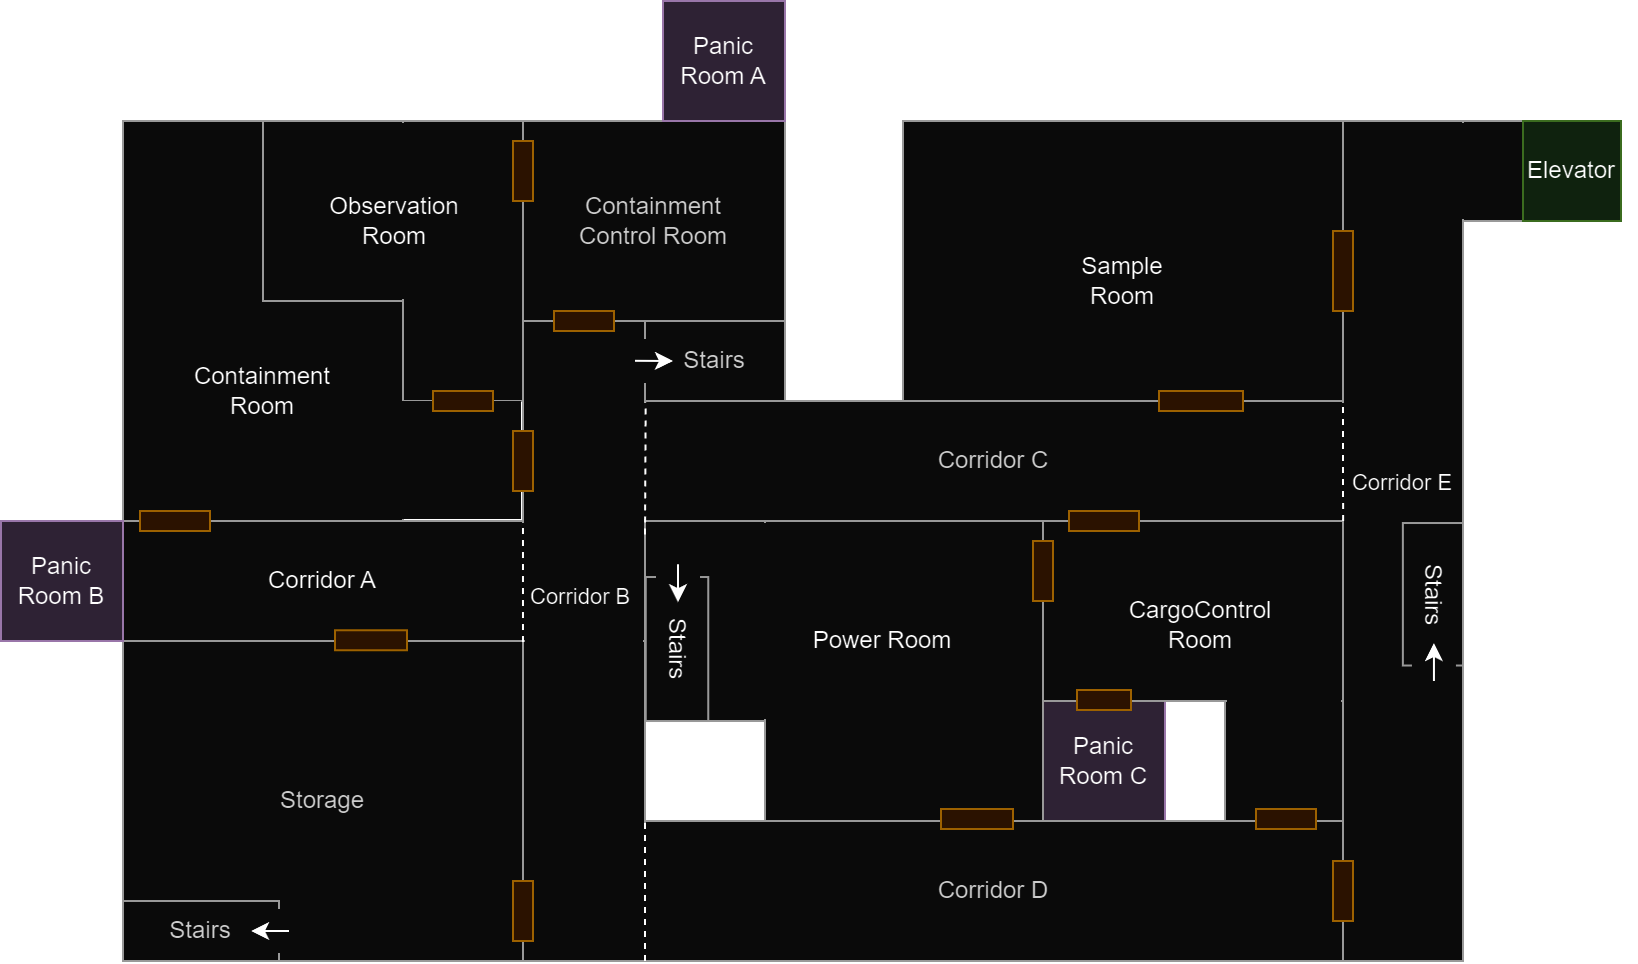 Panic
Room A
Elevator
Observation
Room
Containment
Control Room
Sample
Room
Stairs
Containment
Room
Corridor C
Corridor E
Panic
Room B
Corridor A
Corridor B
Stairs
Power Room
CargoControl
Room
Stairs
Panic
Room C
Storage
Corridor D
Stairs